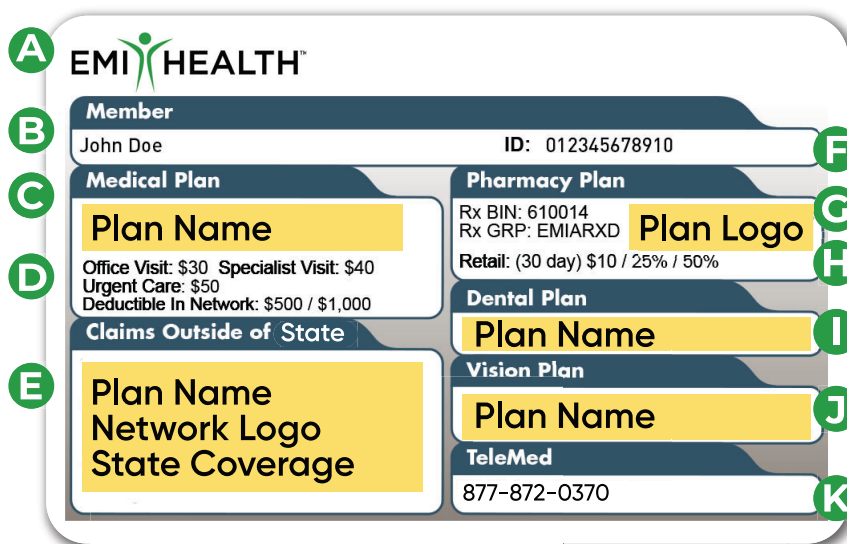 A
EMI HEALTH™
Member
B
John Doe
ID: 012345678910
F
C
Medical Plan
Plan Name
D
Office Visit: $30 Specialist Visit: $40
Urgent Care: $50
Deductible In Network: $500 / $1,000
Claims Outside of State
E
Plan Name
Network Logo
State Coverage
Pharmacy Plan
G
Rx BIN: 610014
Rx GRP: EMIARXD
Plan Logo
H
Retail: (30 day) $10 / 25% / 50%
Dental Plan
I
Plan Name
Vision Plan
J
Plan Name
TeleMed
K
877-872-0370